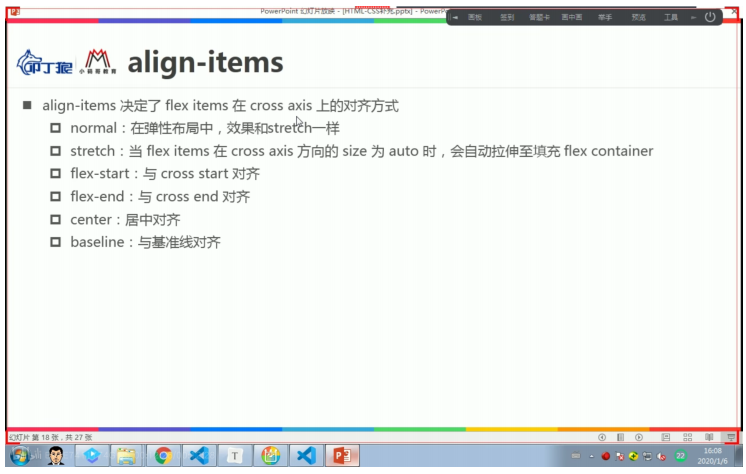 PowerPoint 幻灯片放映 - [HTML-CSS补充.pptx] - PowerP
画板 签到 答题卡 画中画 举手 预览 工具
叩丁狼 小码哥教育 align-items
align-items 决定了 flex items 在 cross axis 上的对齐方式
normal：在弹性布局中，效果和stretch一样
stretch：当 flex items 在 cross axis 方向的 size 为 auto 时，会自动拉伸至填充 flex container
flex-start：与 cross start 对齐
flex-end：与 cross end 对齐
center：居中对齐
baseline：与基准线对齐
幻灯片 第 18 张，共 27 张
22
16:08
2020/1/6